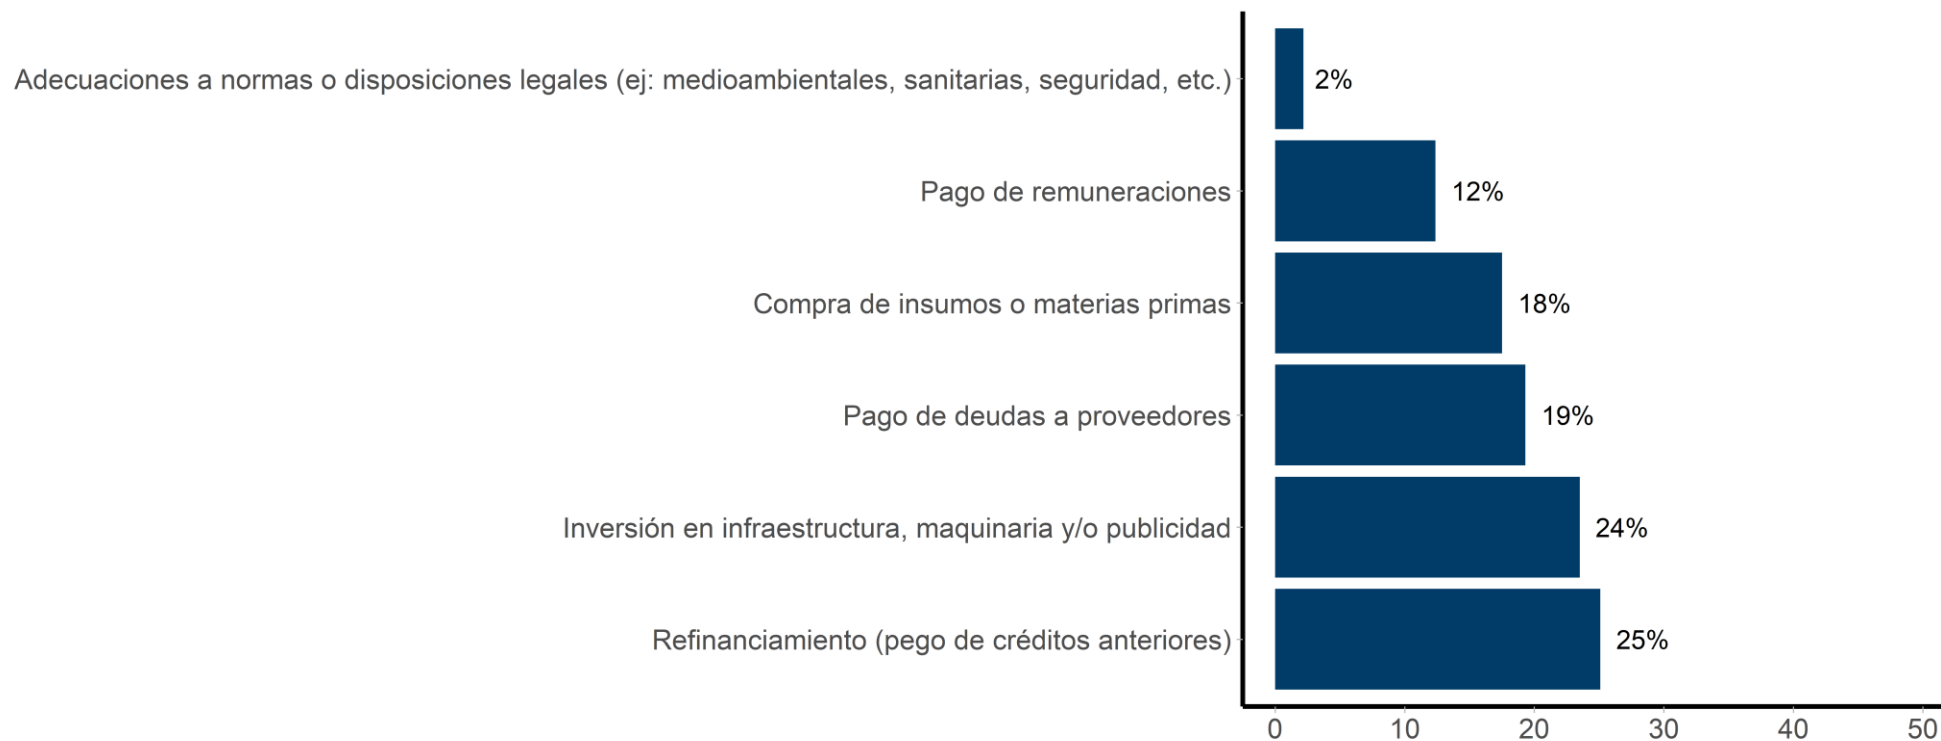 Adecuaciones a normas o disposiciones legales (ej: medioambientales, sanitarias, seguridad, etc.) 2%
Pago de remuneraciones 12%
Compra de insumos o materias primas 18%
Pago de deudas a proveedores 19%
Inversión en infraestructura, maquinaria y/o publicidad 24%
Refinanciamiento (pego de créditos anteriores) 25%
0 10 20 30 40 50